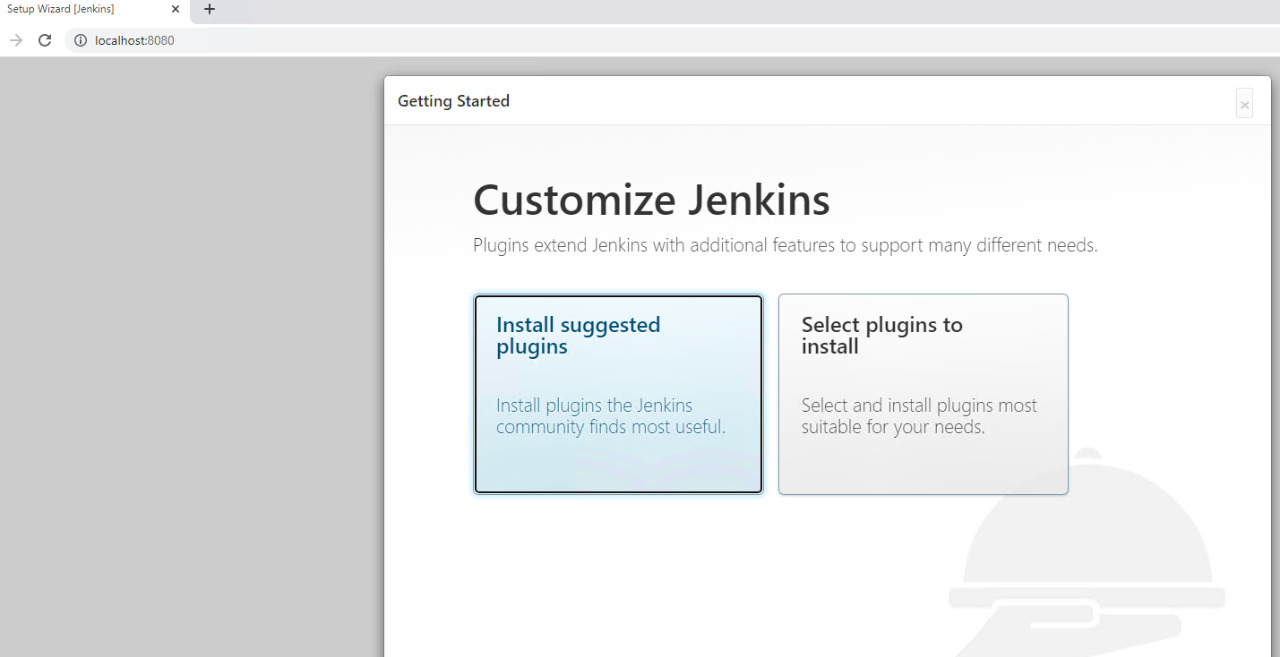 Setup Wizard [Jenkins]
localhost:8080
Getting Started
Customize Jenkins
Plugins extend Jenkins with additional features to support many different needs.
Install suggested
plugins
Install plugins the Jenkins
community finds most useful.
Select plugins to
install
Select and install plugins most
suitable for your needs.